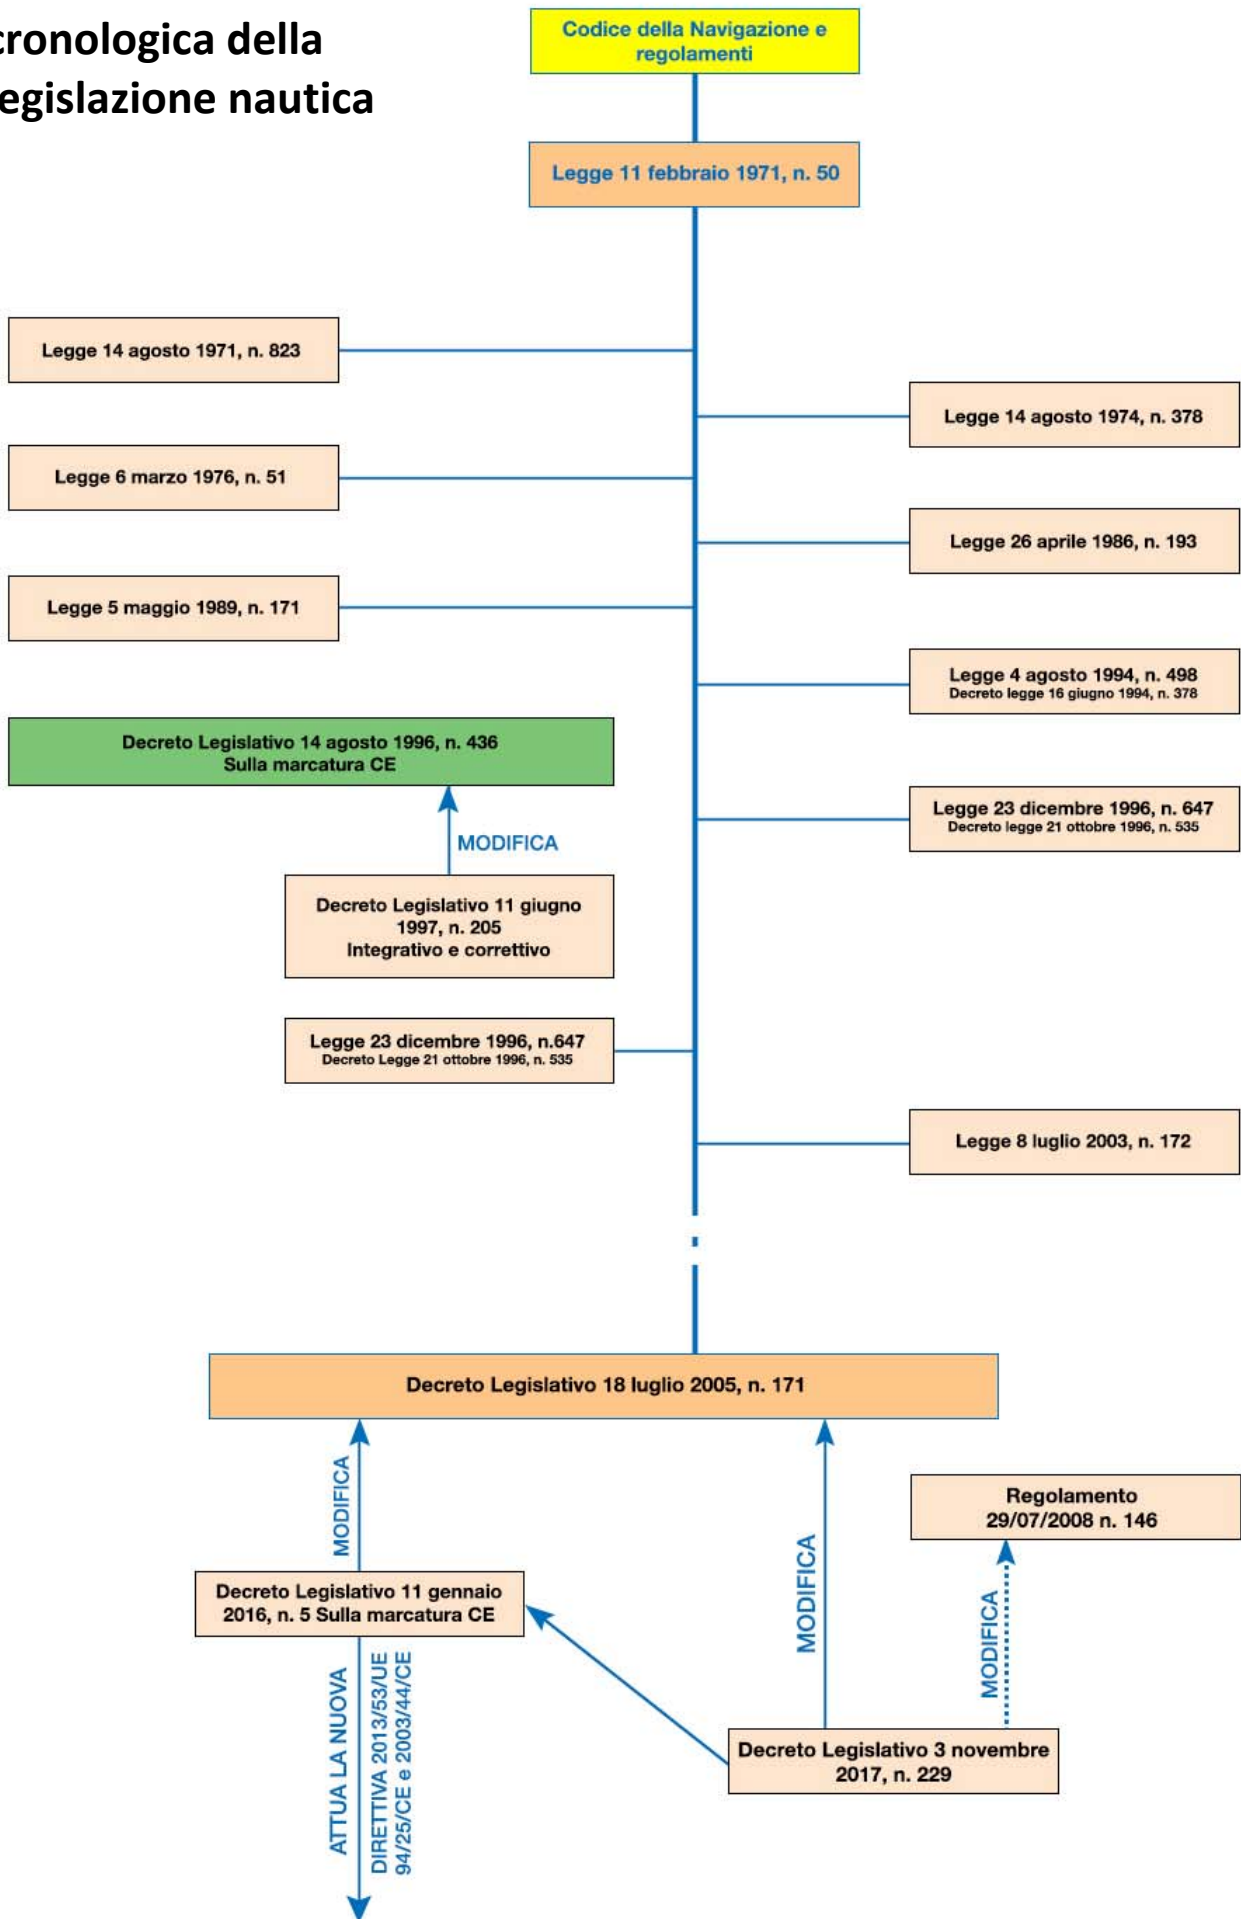 cronologica della
egislazione nautica
Codice della Navigazione e
regolamenti
Legge 11 febbraio 1971, n. 50
Legge 14 agosto 1971, n. 823
Legge 14 agosto 1974, n. 378
Legge 6 marzo 1976, n. 51
Legge 26 aprile 1986, n. 193
Legge 5 maggio 1989, n. 171
Legge 4 agosto 1994, n. 498
Decreto legge 16 giugno 1994, n. 378
Decreto Legislativo 14 agosto 1996, n. 436
Sulla marcatura CE
Legge 23 dicembre 1996, n. 647
Decreto legge 21 ottobre 1996, n. 535
MODIFICA
Decreto Legislativo 11 giugno
1997, n. 205
Integrativo e correttivo
Legge 23 dicembre 1996, n.647
Decreto Legge 21 ottobre 1996, n. 535
Legge 8 luglio 2003, n. 172
Decreto Legislativo 18 luglio 2005, n. 171
MODIFICA
MODIFICA
Regolamento
29/07/2008 n. 146
MODIFICA
Decreto Legislativo 11 gennaio
2016, n. 5 Sulla marcatura CE
ATTUA LA NUOVA
DIRETTIVA 2013/53/UE
94/25/CE e 2003/44/CE
Decreto Legislativo 3 novembre
2017, n. 229